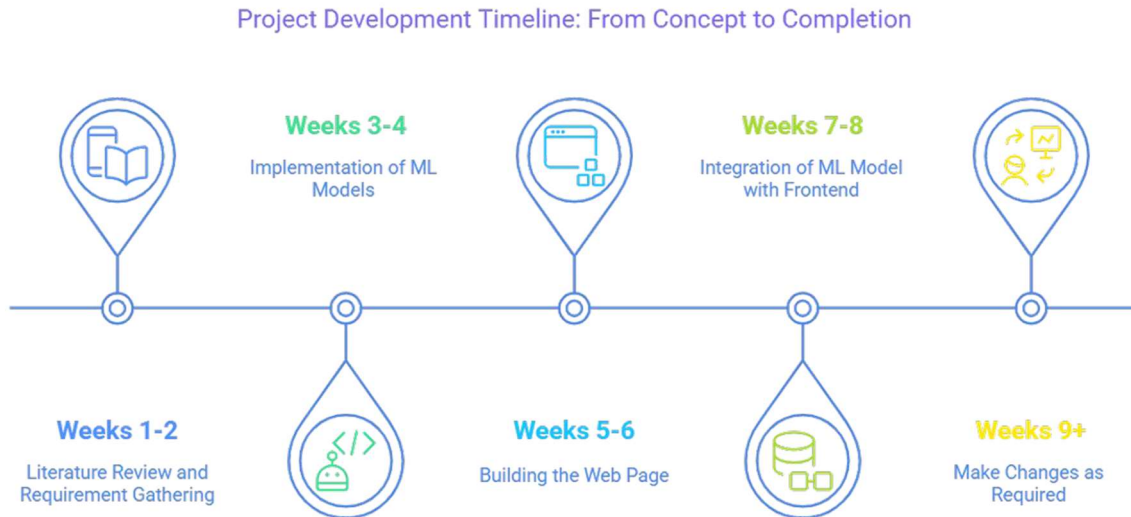 Project Development Timeline: From Concept to Completion
Weeks 1-2
Literature Review and
Requirement Gathering
Weeks 3-4
Implementation of ML
Models
Weeks 5-6
Building the Web Page
Weeks 7-8
Integration of ML Model
with Frontend
Weeks 9+
Make Changes as
Required